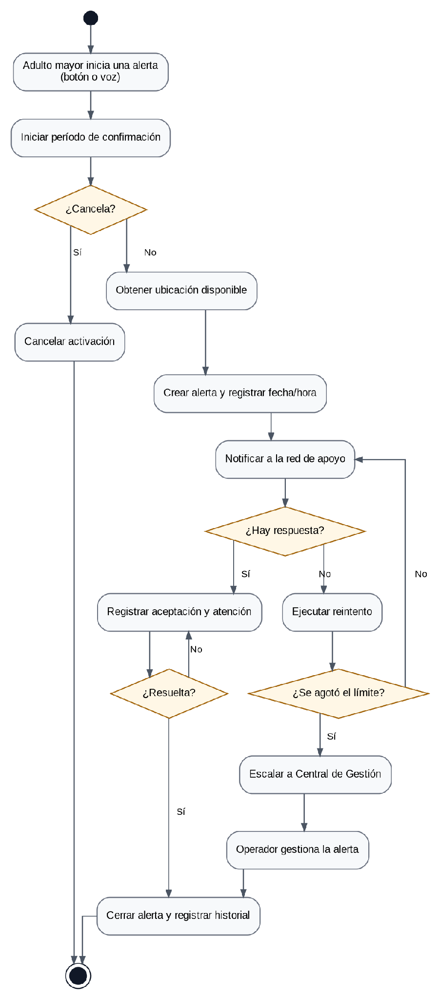 Adulto mayor inicia una alerta
(botón o voz)
Iniciar período de confirmación
¿Cancela?
Sí
No
Obtener ubicación disponible
Cancelar activación
Crear alerta y registrar fecha/hora
Notificar a la red de apoyo
¿Hay respuesta?
Sí
No
No
Registrar aceptación y atención
Ejecutar reintento
No
¿Resuelta?
¿Se agotó el límite?
Sí
Escalar a Central de Gestión
Sí
Operador gestiona la alerta
Cerrar alerta y registrar historial